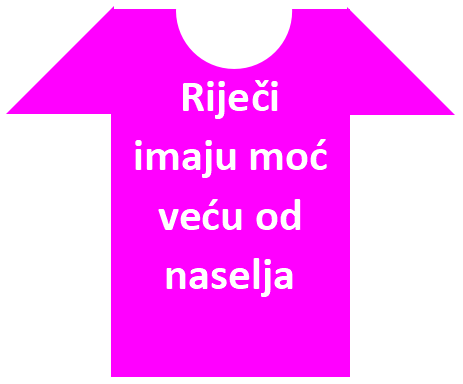 Riječi
imaju moć
veću od
naselja